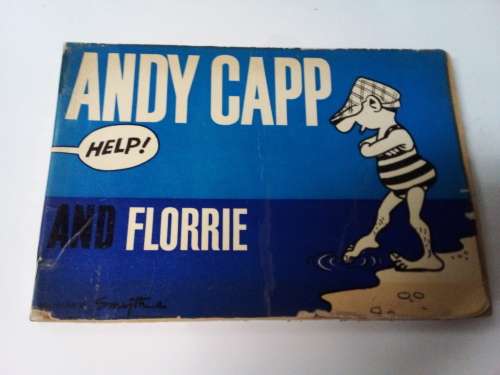 ANDY CAPP
HELP!
AND FLORRIE
Smythe